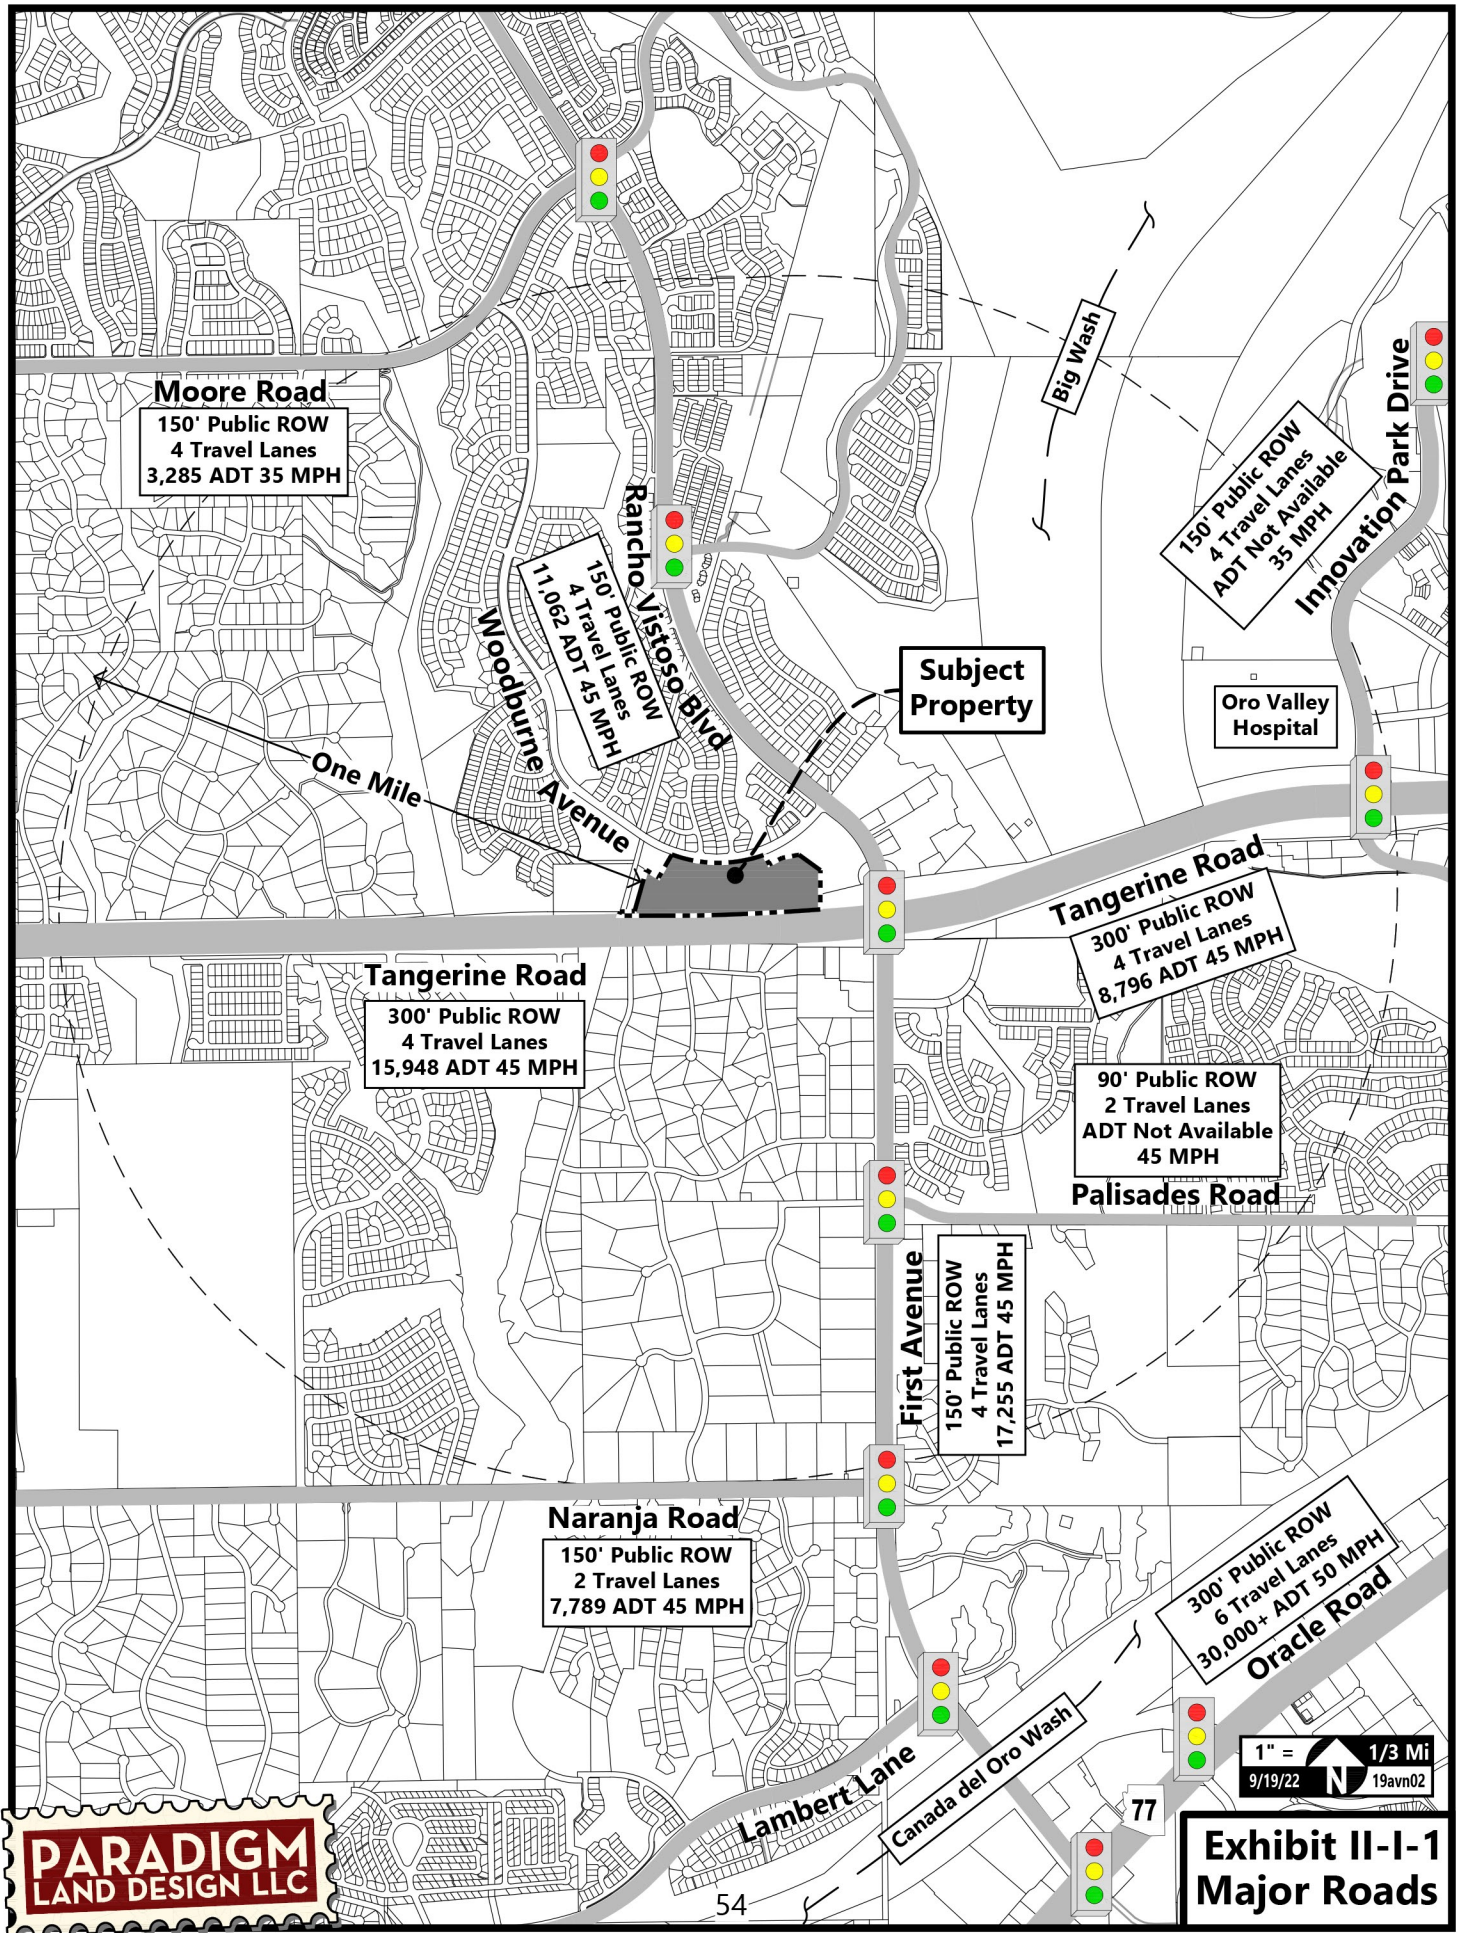 Moore Road
150' Public ROW
4 Travel Lanes
3,285 ADT 35 MPH
Big Wash
150' Public ROW
4 Travel Lanes
ADT Not Available
35 MPH
Innovation Park Drive
Rancho Vistoso Blvd
150' Public ROW
4 Travel Lanes
11,062 ADT 45 MPH
Woodburne Avenue
Subject
Property
Oro Valley
Hospital
One Mile
Tangerine Road
300' Public ROW
4 Travel Lanes
8,796 ADT 45 MPH
Tangerine Road
300' Public ROW
4 Travel Lanes
15,948 ADT 45 MPH
90' Public ROW
2 Travel Lanes
ADT Not Available
45 MPH
Palisades Road
First Avenue
150' Public ROW
4 Travel Lanes
17,255 ADT 45 MPH
Naranja Road
150' Public ROW
2 Travel Lanes
7,789 ADT 45 MPH
300' Public ROW
6 Travel Lanes
30,000+ ADT 50 MPH
Oracle Road
Lambert Lane
Canada del Oro Wash
77
1" = 1/3 Mi
9/19/22 N 19avn02
PARADIGM
LAND DESIGN LLC
54
Exhibit II-I-1
Major Roads